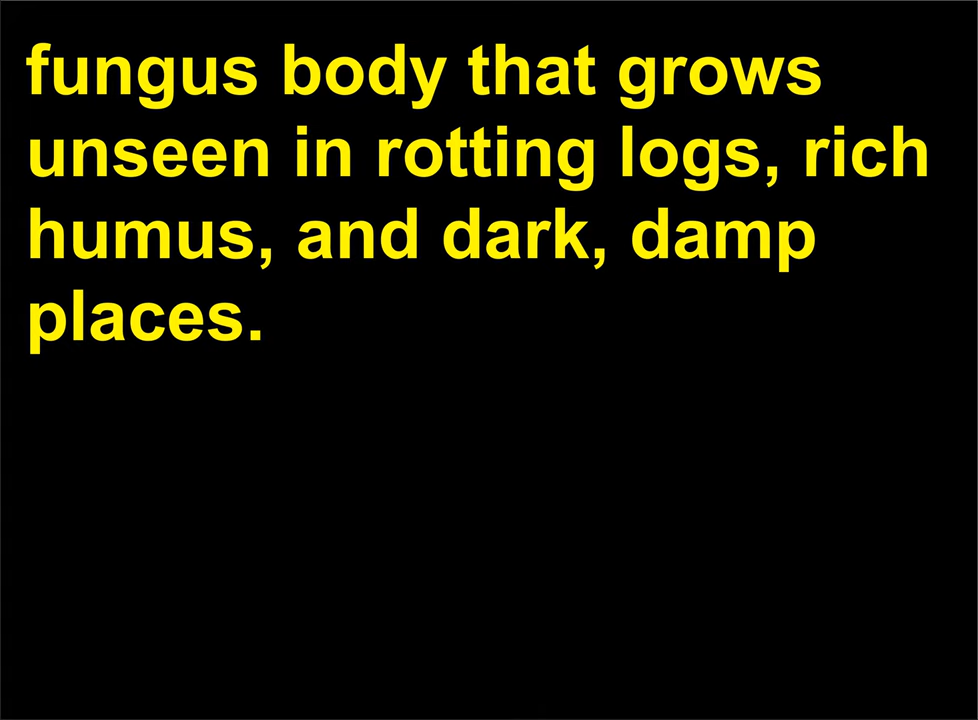 fungus body that grows
unseen in rotting logs, rich
humus, and dark, damp
places.